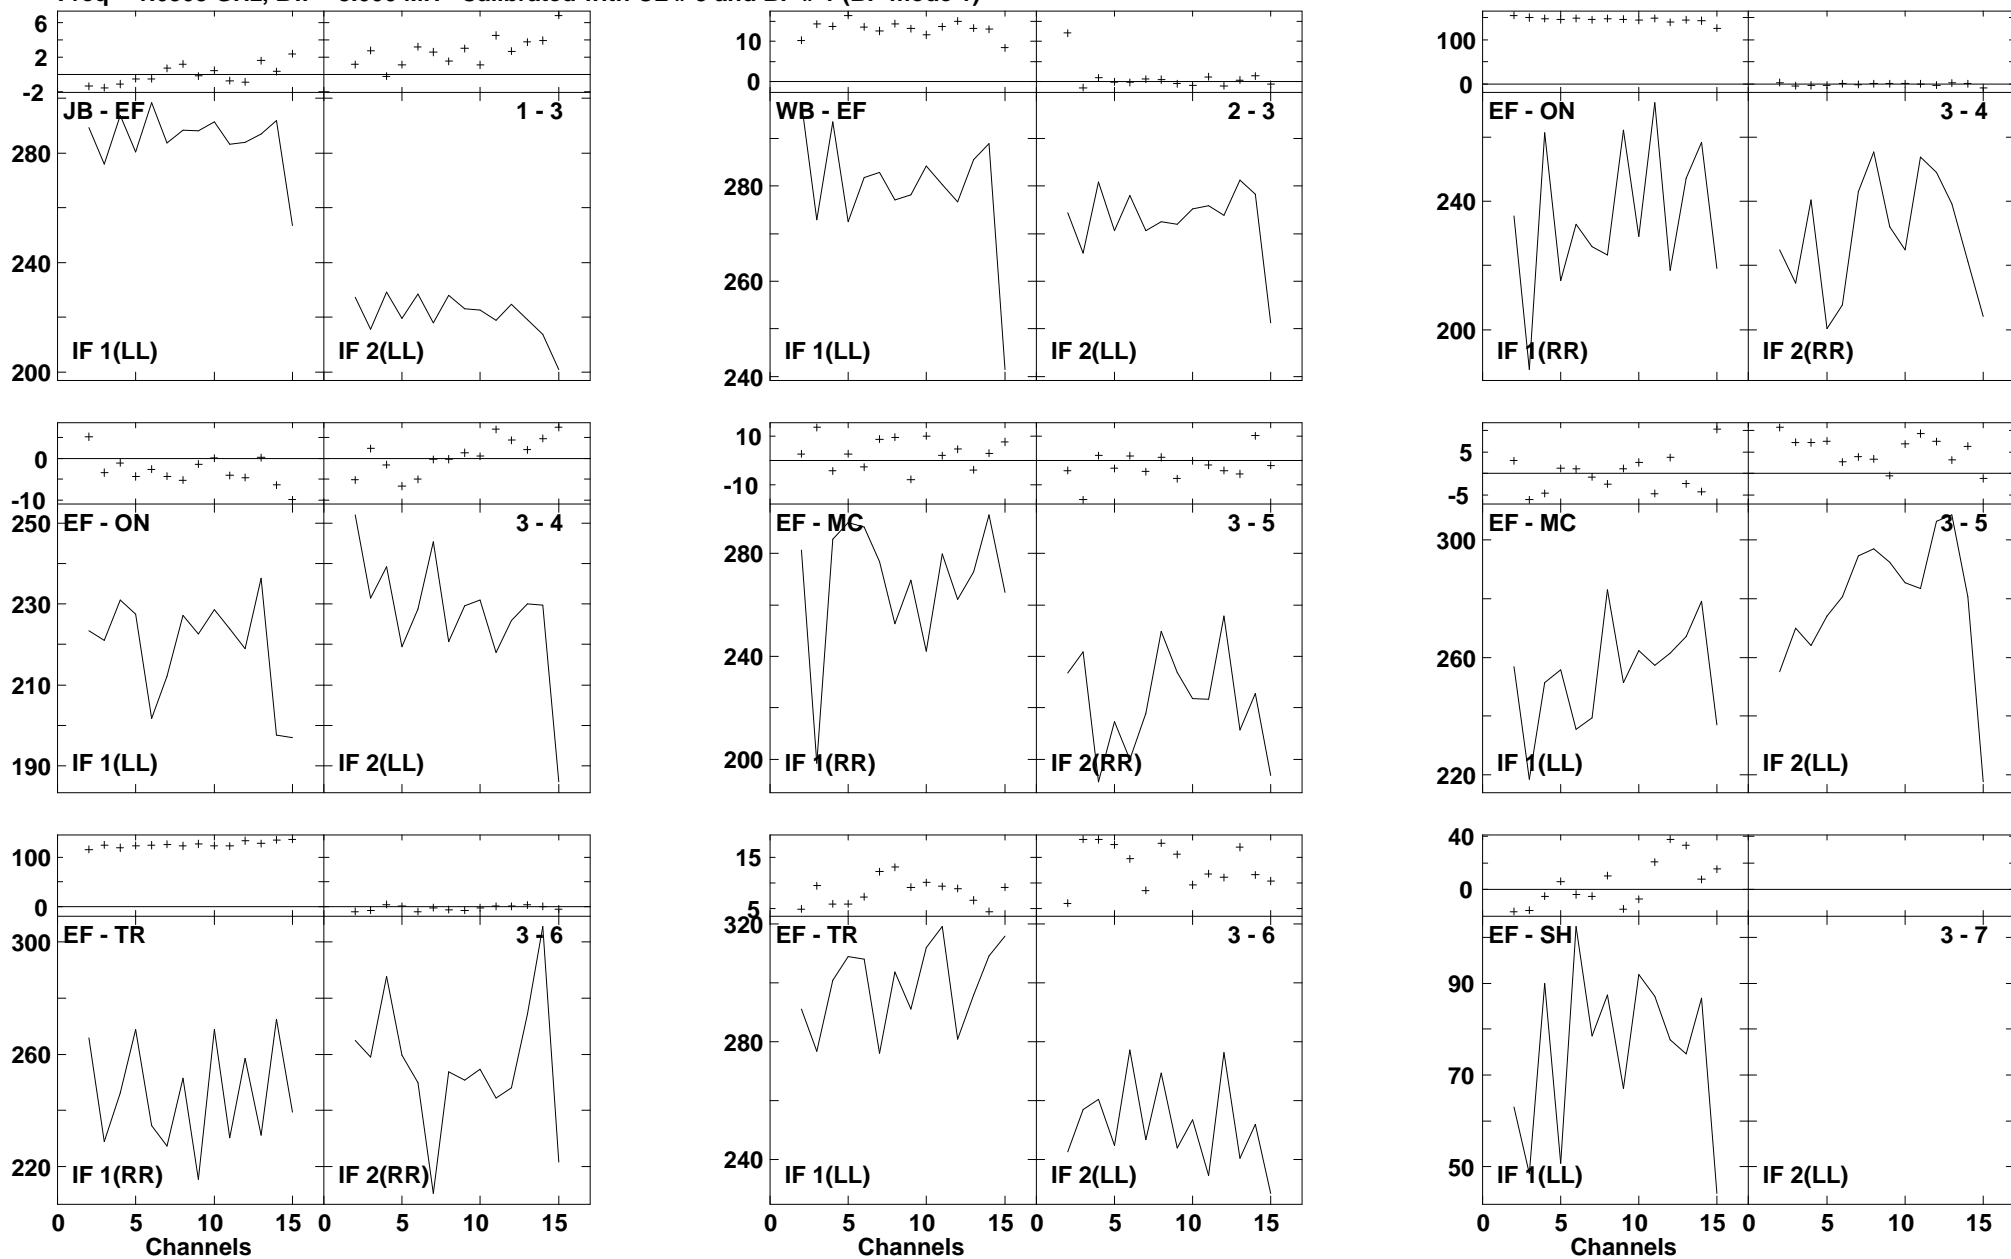 6
2
-2
JB - EF
1 - 3
280
240
200
IF 1(LL)
IF 2(LL)
10
0
WB - EF
2 - 3
280
260
240
IF 1(LL)
IF 2(LL)
100
0
EF - ON
3 - 4
240
200
IF 1(RR)
IF 2(RR)
0
-10
EF - ON
3 - 4
250
230
210
190
IF 1(LL)
IF 2(LL)
10
0
-10
EF - MC
3 - 5
280
240
200
IF 1(RR)
IF 2(RR)
5
-5
EF - MC
3 - 5
300
260
220
IF 1(LL)
IF 2(LL)
100
0
EF - TR
3 - 6
300
260
220
IF 1(RR)
IF 2(RR)
0 5 10 15 0 5 10 15
Channels
15
5
EF - TR
3 - 6
320
280
240
IF 1(LL)
IF 2(LL)
0 5 10 15 0 5 10 15
Channels
40
0
EF - SH
3 - 7
90
70
50
IF 1(LL)
IF 2(LL)
0 5 10 15 0 5 10 15
Channels